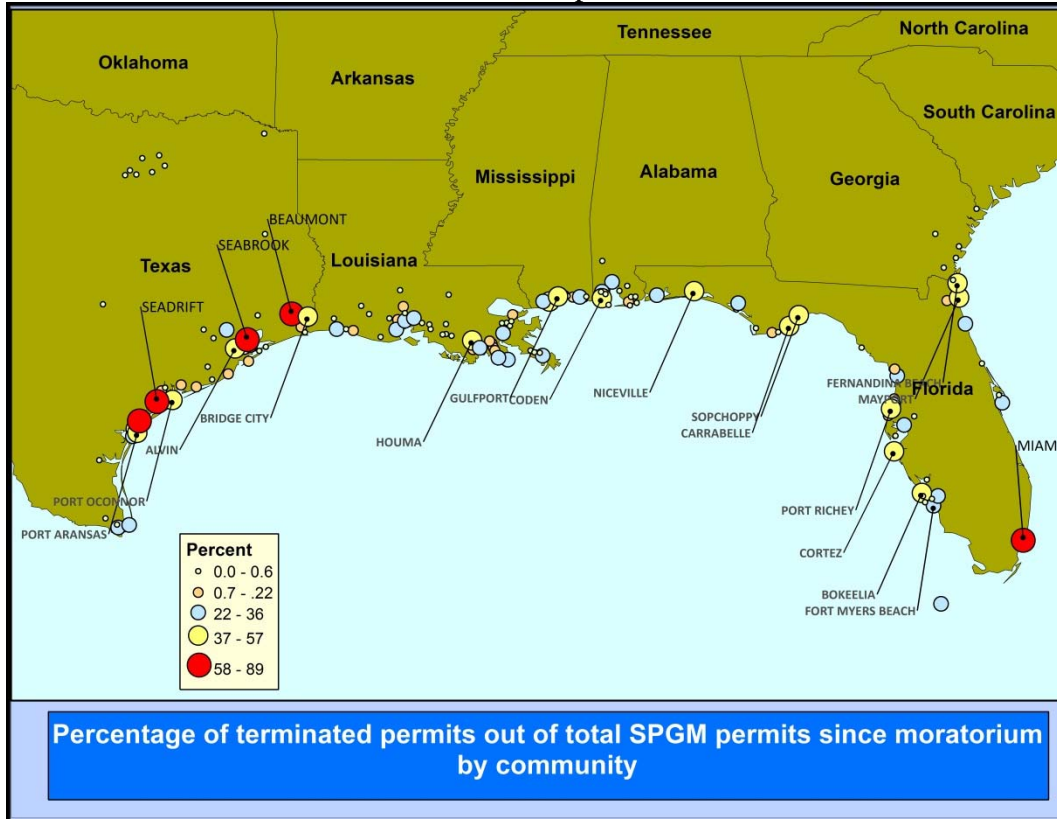 Tennessee
North Carolina
Oklahoma
Arkansas
South Carolina
Mississippi
Alabama
Georgia
BEAUMONT
SEABROOK
Louisiana
Texas
SEADRIFT
FERNANDINA BEACH
Florida
MAYPORT
GULFPORT
CODEN
NICEVILLE
BRIDGE CITY
SOPCHOPPY
CARRABELLE
HOUMA
ALVIN
MIAM
PORT OCONNOR
PORT RICHEY
PORT ARANSAS
CORTEZ
BOKEELIA
FORT MYERS BEACH
Percent
0.0 - 0.6
0.7 - .22
22 - 36
37 - 57
58 - 89
Percentage of terminated permits out of total SPGM permits since moratorium
by community